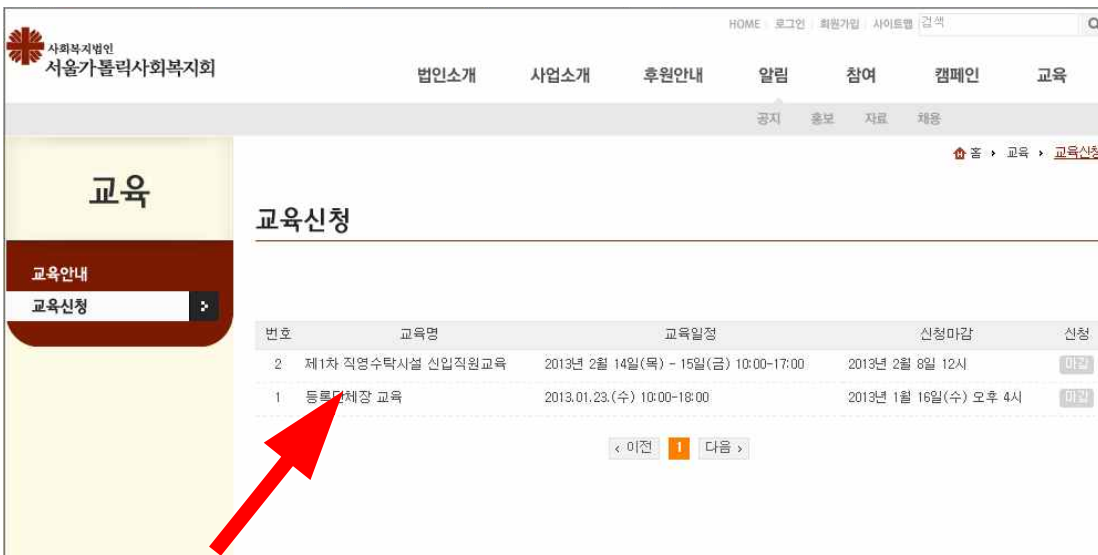 HOME 로그인 회원가입 사이트맵 검색
사회복지법인
서울가톨릭사회복지회
법인소개 사업소개 후원안내 알림 참여 캠페인 교육
공지 홍보 자료 채용
홈 › 교육 › 교육신청
교육
교육신청
교육안내
교육신청
번호 교육명 교육일정 신청마감 신청
2 제1차 직영수탁시설 신입직원교육 2013년 2월 14일(목) - 15일(금) 10:00-17:00 2013년 2월 8일 12시 마감
1 등록단체장 교육 2013.01.23.(수) 10:00-18:00 2013년 1월 16일(수) 오후 4시 마감
‹ 이전 1 다음 ›